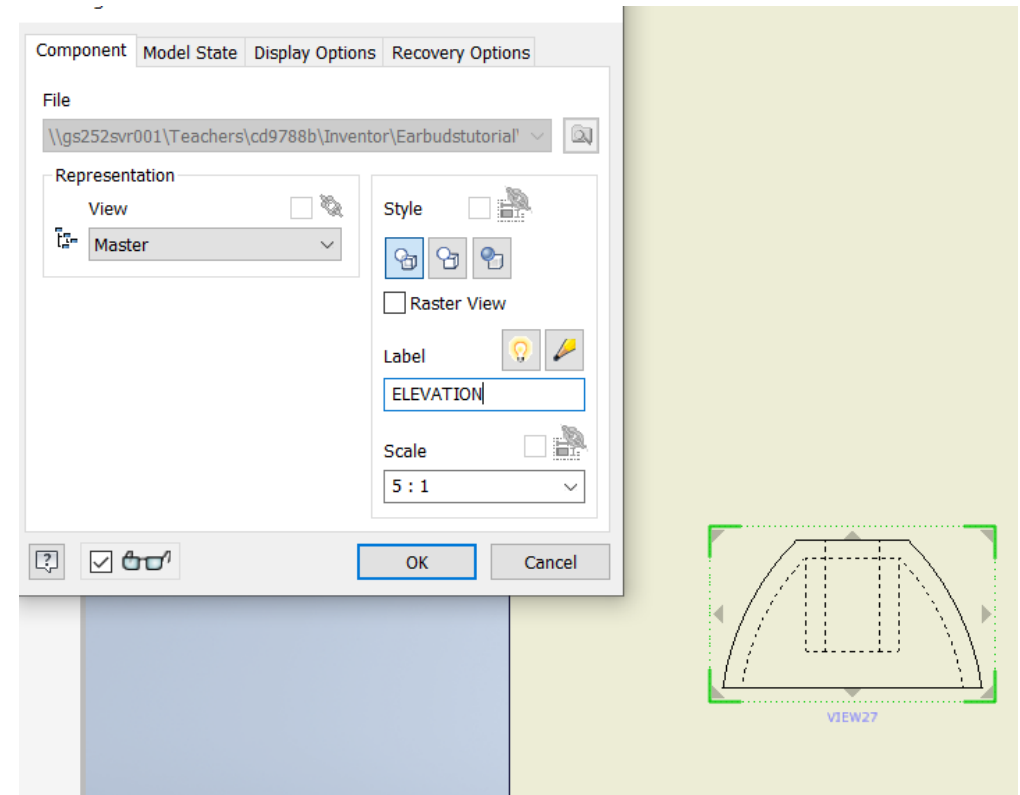 Component Model State Display Options Recovery Options
File
\\gs252svr001\Teachers\cd9788b\Inventor\Earbudstutorial'
Representation
View
Master
Style
Raster View
Label
ELEVATION
Scale
5 : 1
?
OK Cancel
VIEW27